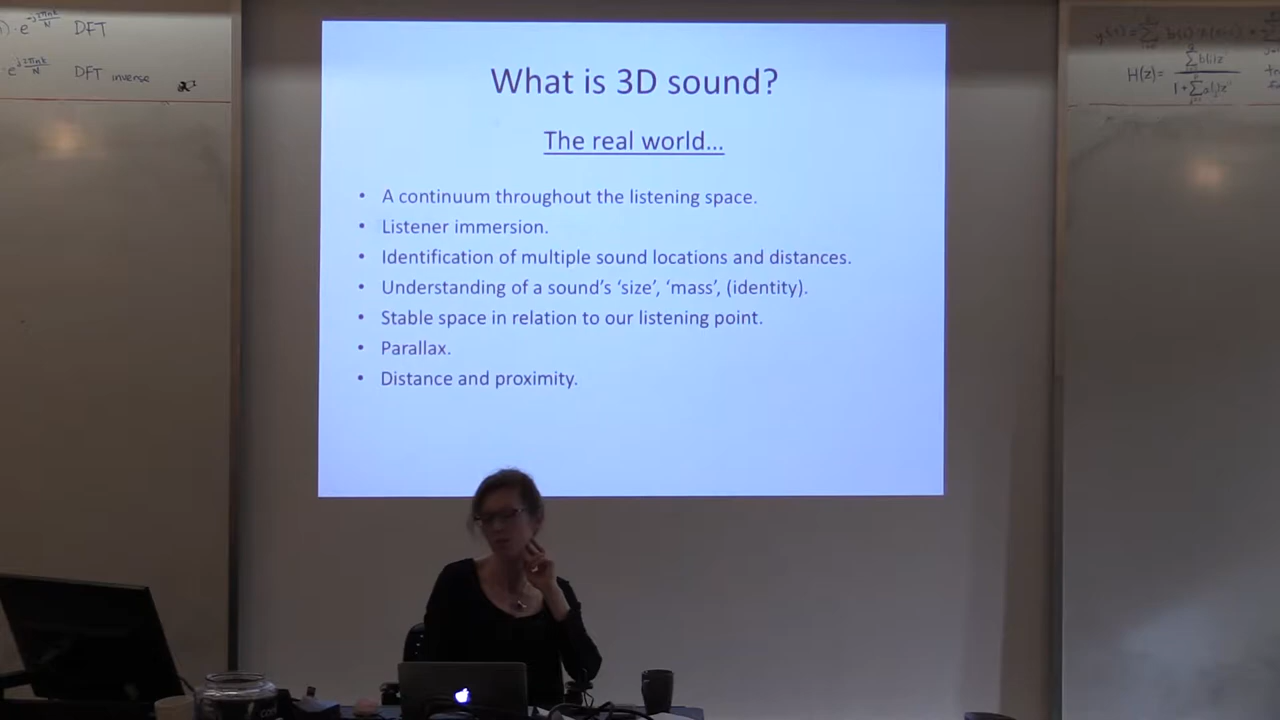 DFT
DFT inverse
What is 3D sound?
The real world...
• A continuum throughout the listening space.
• Listener immersion.
• Identification of multiple sound locations and distances.
• Understanding of a sound's 'size', 'mass', (identity).
• Stable space in relation to our listening point.
• Parallax.
• Distance and proximity.
H(z)=